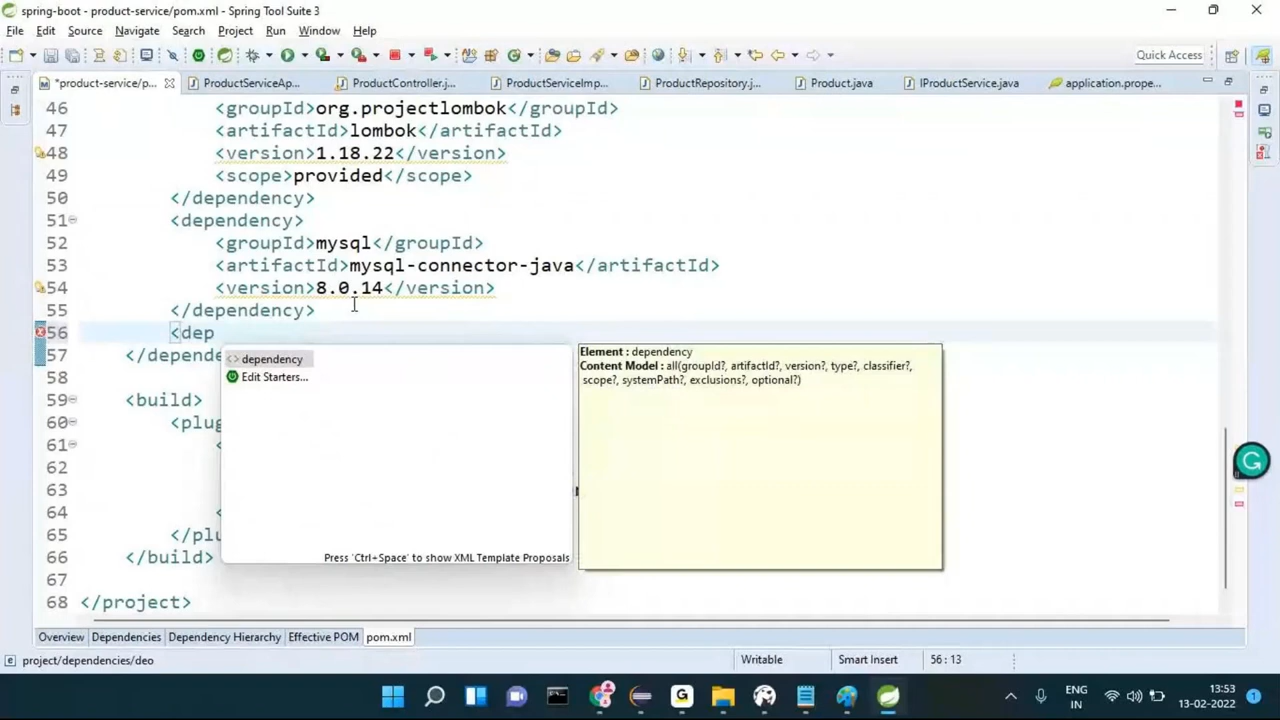 spring-boot - product-service/pom.xml - Spring Tool Suite 3
File Edit Source Navigate Search Project Run Window Help
Quick Access
*product-service/p... ProductServiceAp... ProductController.j... ProductServiceImp... ProductRepository.j... Product.java IProductService.java application.prope...
46 <groupId>org.projectlombok</groupId>
47 <artifactId>lombok</artifactId>
48 <version>1.18.22</version>
49 <scope>provided</scope>
50 </dependency>
51 <dependency>
52 <groupId>mysql</groupId>
53 <artifactId>mysql-connector-java</artifactId>
54 <version>8.0.14</version>
55 </dependency>
56 <dep
57 </depende
58
59 <build>
60 <plug
61 <
62
63
64 <
65 </plu
66 </build>
67
68 </project>
<> dependency
Edit Starters...
Press 'Ctrl+Space' to show XML Template Proposals
Element : dependency
Content Model : all(groupId?, artifactId?, version?, type?, classifier?,
scope?, systemPath?, exclusions?, optional?)
Overview Dependencies Dependency Hierarchy Effective POM pom.xml
project/dependencies/deo Writable Smart Insert 56 : 13
ENG
IN
13:53
13-02-2022
1